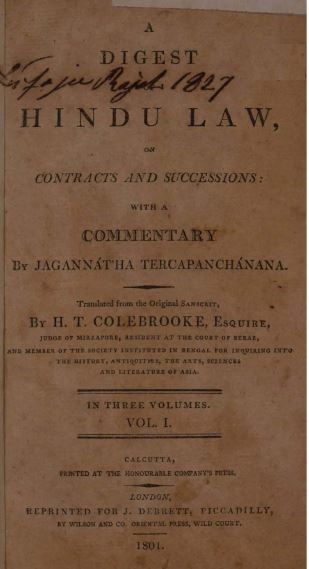 A
DIGEST
Rajah 1827
HINDU LAW,
ON
CONTRACTS AND SUCCESSIONS:
WITH A
COMMENTARY
By JAGANNÁT'HA TERCAPANCHÁNANA.
Translated from the Original SANSCRIT,
By H. T. COLEBROOKE, Esquire,
JUDGE OF MIRZAPORE, RESIDENT AT THE COURT OF BERAR,
AND MEMBER OF THE SOCIETY INSTITUTED IN BENGAL FOR INQUIRING INTO
THE HISTORY, ANTIQUITIES, THE ARTS, SCIENCES
AND LITERATURE OF ASIA.
IN THREE VOLUMES.
VOL. I.
CALCUTTA,
PRINTED AT THE HONOURABLE COMPANY'S PRESS.
LONDON,
REPRINTED FOR J. DEBRETT, PICCADILLY,
BY WILSON AND CO. ORIENTAL PRESS, WILD COURT.
1801.